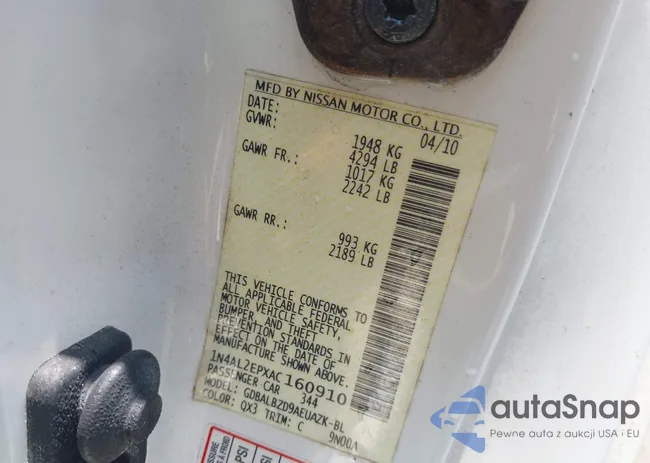 MFD BY NISSAN MOTOR CO., LTD.
DATE: 04/10
GVWR: 1948 KG
4294 LB
GAWR FR.: 1017 KG
2242 LB
GAWR RR.: 993 KG
2189 LB
THIS VEHICLE CONFORMS TO
ALL APPLICABLE FEDERAL
MOTOR VEHICLE SAFETY,
BUMPER, AND THEFT
PREVENTION STANDARDS IN
EFFECT ON THE DATE OF
MANUFACTURE SHOWN ABOVE.
1N4AL2EPXAC160910
PASSENGER CAR 344
MODEL: GDBALBZD9AEUAZK-BL
COLOR: QX3 TRIM: C 9N00A
PSI
PSI
autaSnap
Pewne auta z aukcji USA i EU